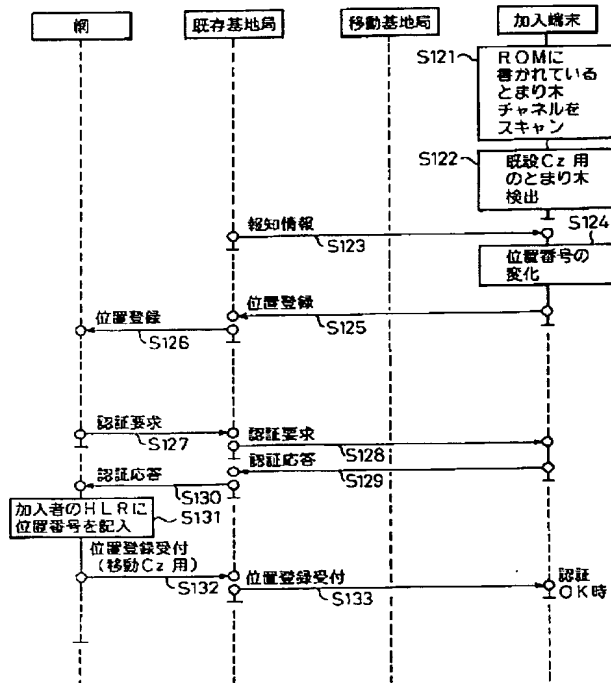 網
既存基地局
移動基地局
加入端末
S121
ROMに
書かれている
とまり木
チャネルを
スキャン
S122
既設Cz用
のとまり木
検出
報知情報
S123
S124
位置番号の
変化
位置登録
S125
位置登録
S126
認証要求
S127
認証要求
S128
認証応答
S129
認証応答
S130
加入者のHLRに
位置番号を記入
S131
位置登録受付
(移動Cz用)
S132
位置登録受付
S133
認証
OK時